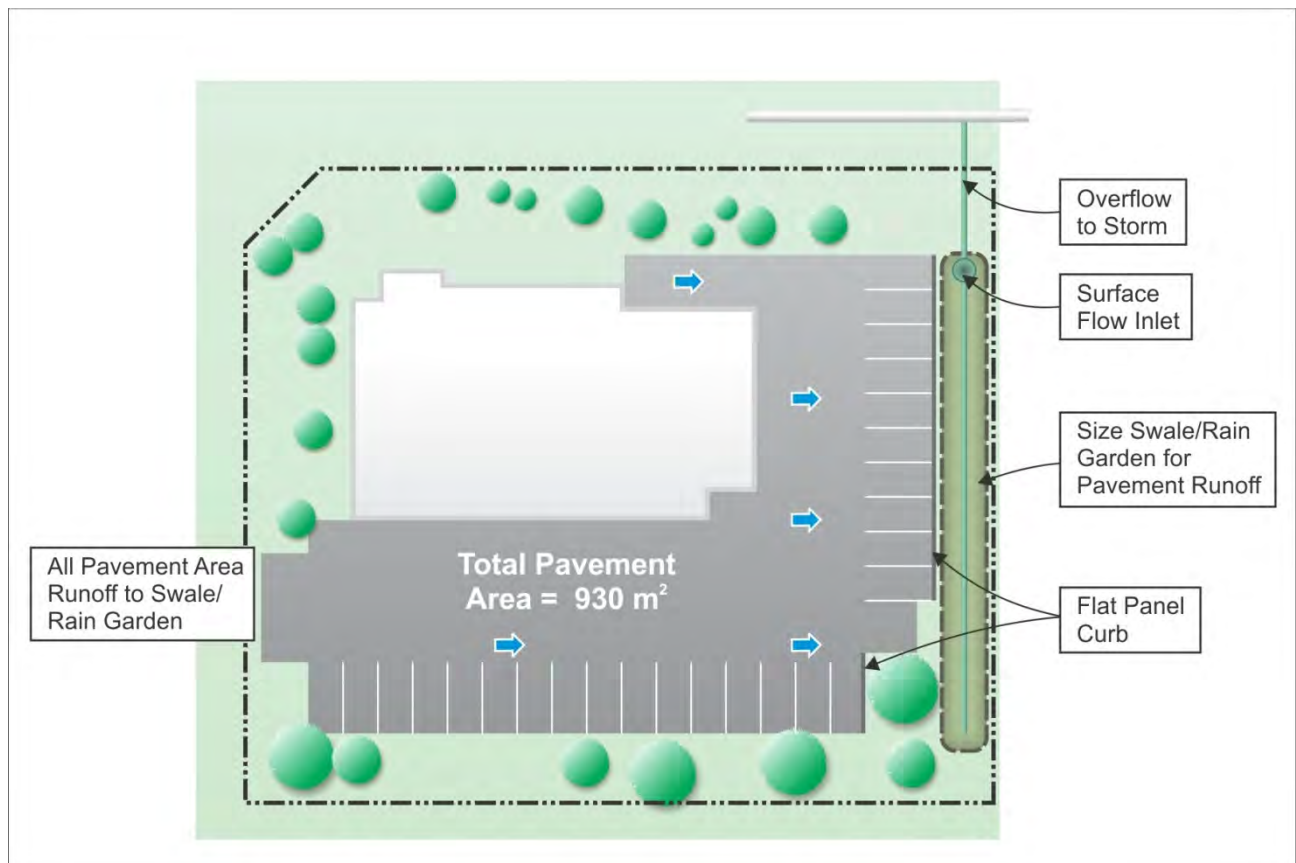 Overflow
to Storm
Surface
Flow Inlet
Size Swale/Rain
Garden for
Pavement Runoff
All Pavement Area
Runoff to Swale/
Rain Garden
Total Pavement
Area = 930 m²
Flat Panel
Curb